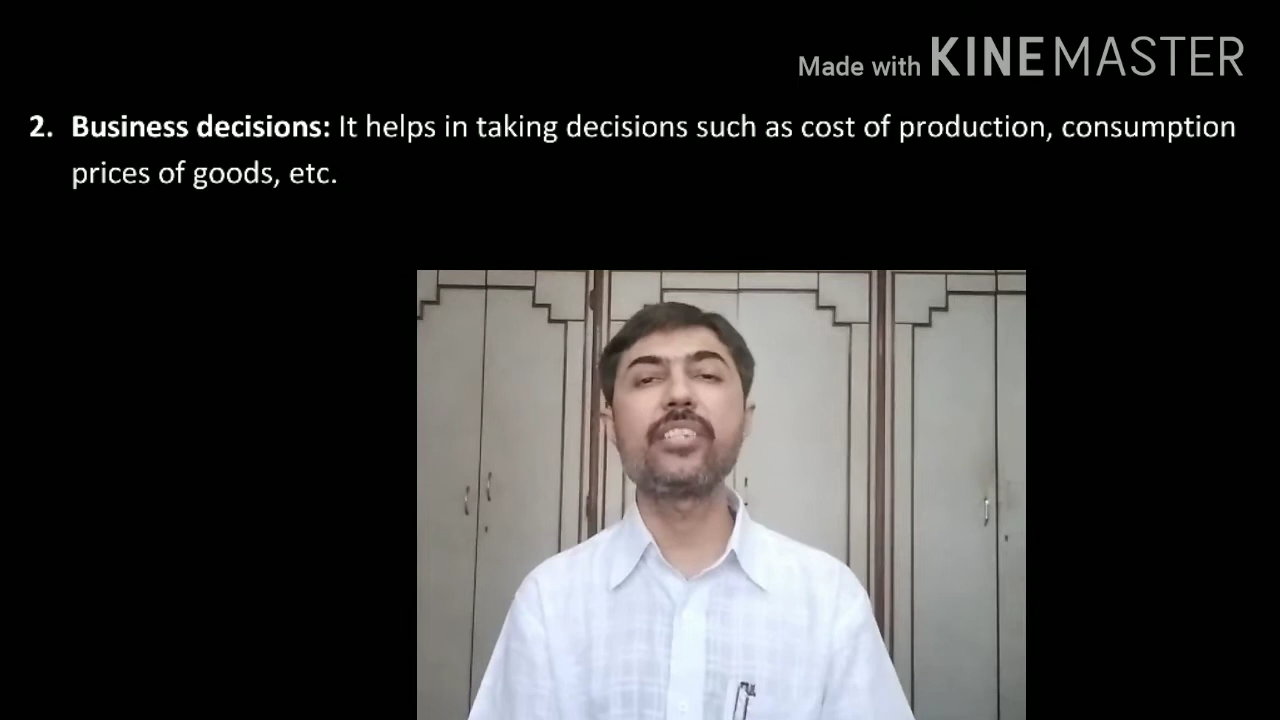 Made with KINEMASTER
2. Business decisions: It helps in taking decisions such as cost of production, consumption
prices of goods, etc.